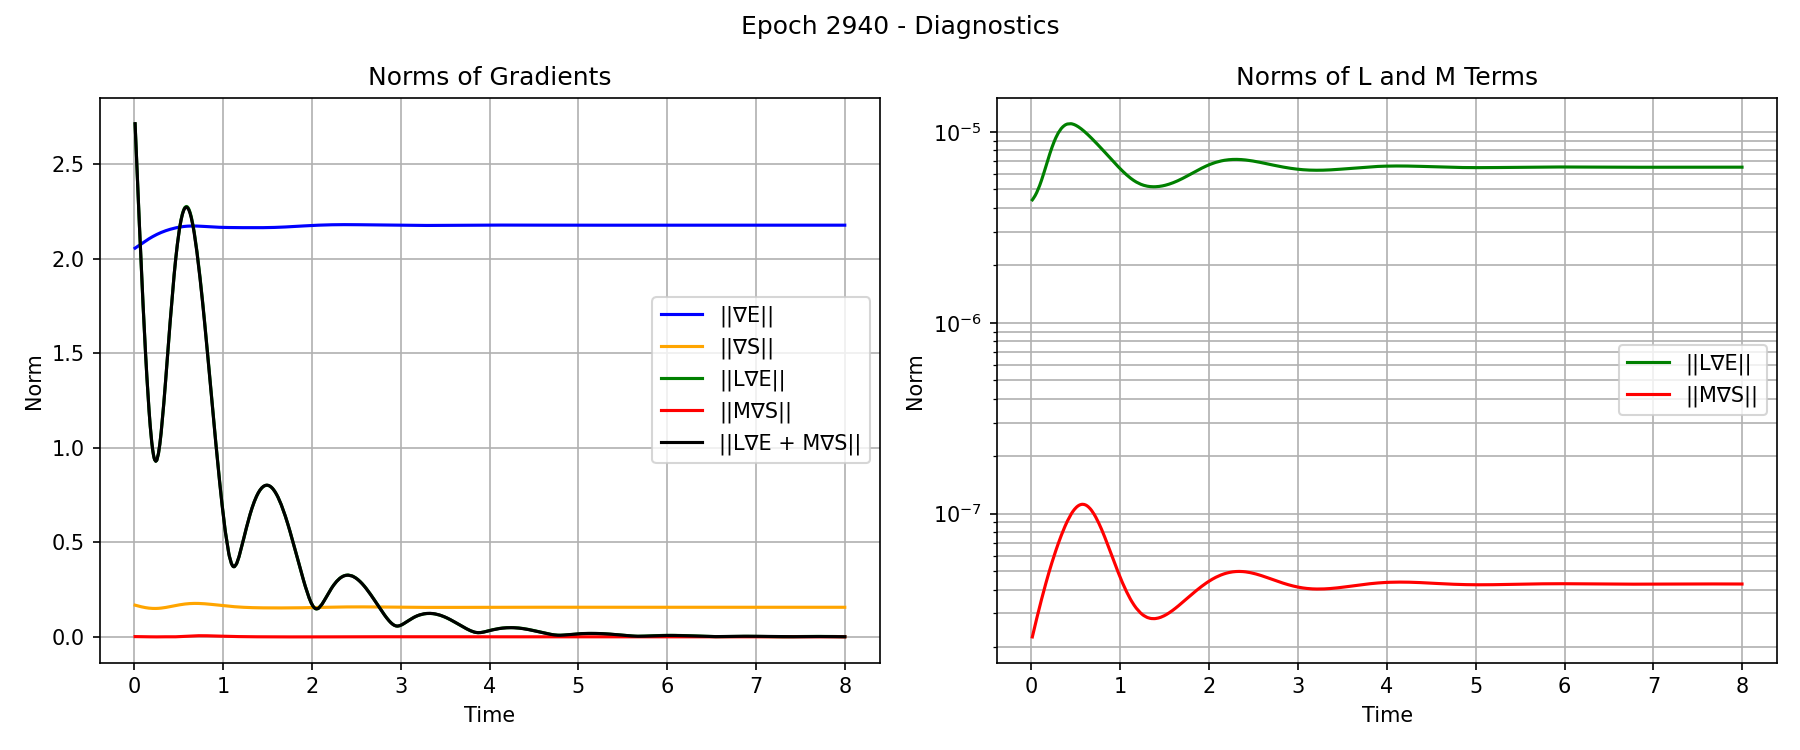 Epoch 2940 - Diagnostics
Norms of Gradients
Norm
2.5
2.0
1.5
1.0
0.5
0.0
||∇E||
||∇S||
||L∇E||
||M∇S||
||L∇E + M∇S||
0 1 2 3 4 5 6 7 8
Time
Norms of L and M Terms
Norm
10⁻⁵
10⁻⁶
10⁻⁷
||L∇E||
||M∇S||
0 1 2 3 4 5 6 7 8
Time